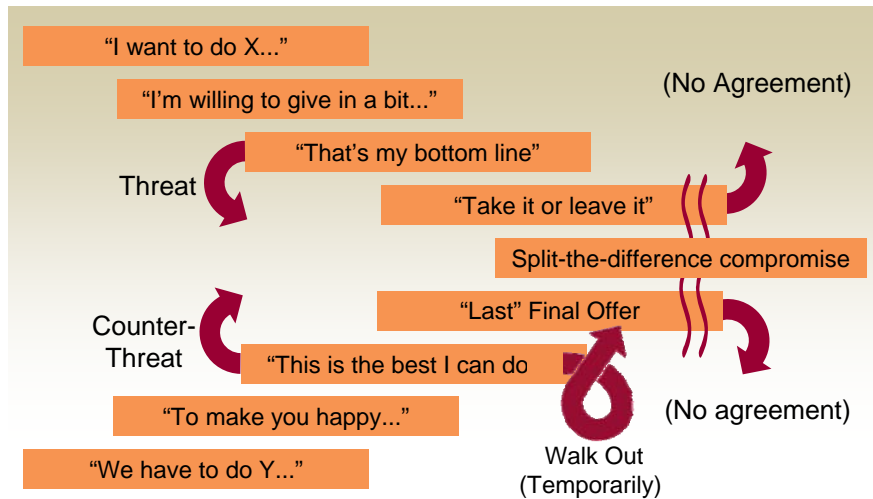 “I want to do X...”
“I’m willing to give in a bit...”
(No Agreement)
“That’s my bottom line”
Threat
“Take it or leave it”
Split-the-difference compromise
“Last” Final Offer
Counter-
Threat
“This is the best I can do
“To make you happy...”
(No agreement)
“We have to do Y...”
Walk Out
(Temporarily)